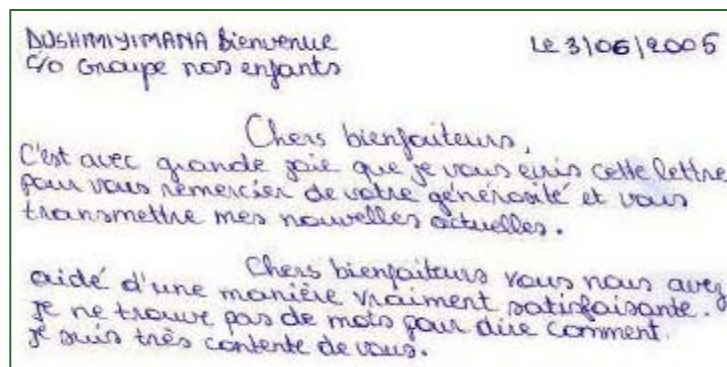 DUSHIMIYIMANA Bienvenue
Le 3/06/2005
C/O Groupe nos enfants
Chers bienfaiteurs,
C'est avec grande joie que je vous écris cette lettre
pour vous remercier de votre générosité et vous
transmettre mes nouvelles actuelles.
Chers bienfaiteurs vous nous avez
aidé d'une manière vraiment satisfaisante.
Je ne trouve pas de mots pour dire comment
je suis très contente de vous.